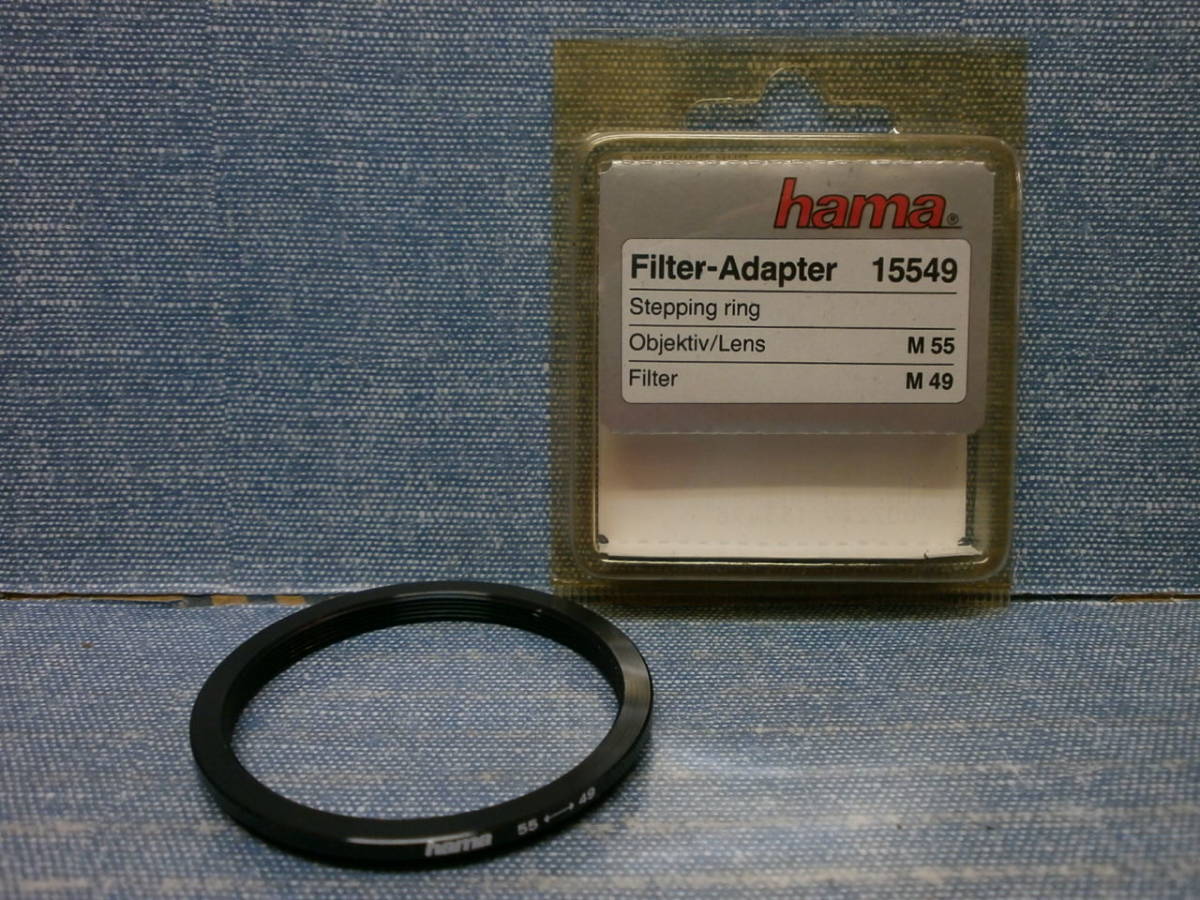 hama®
Filter-Adapter 15549
Stepping ring
Objektiv/Lens M 55
Filter M 49
hama 55 ⟷ 49